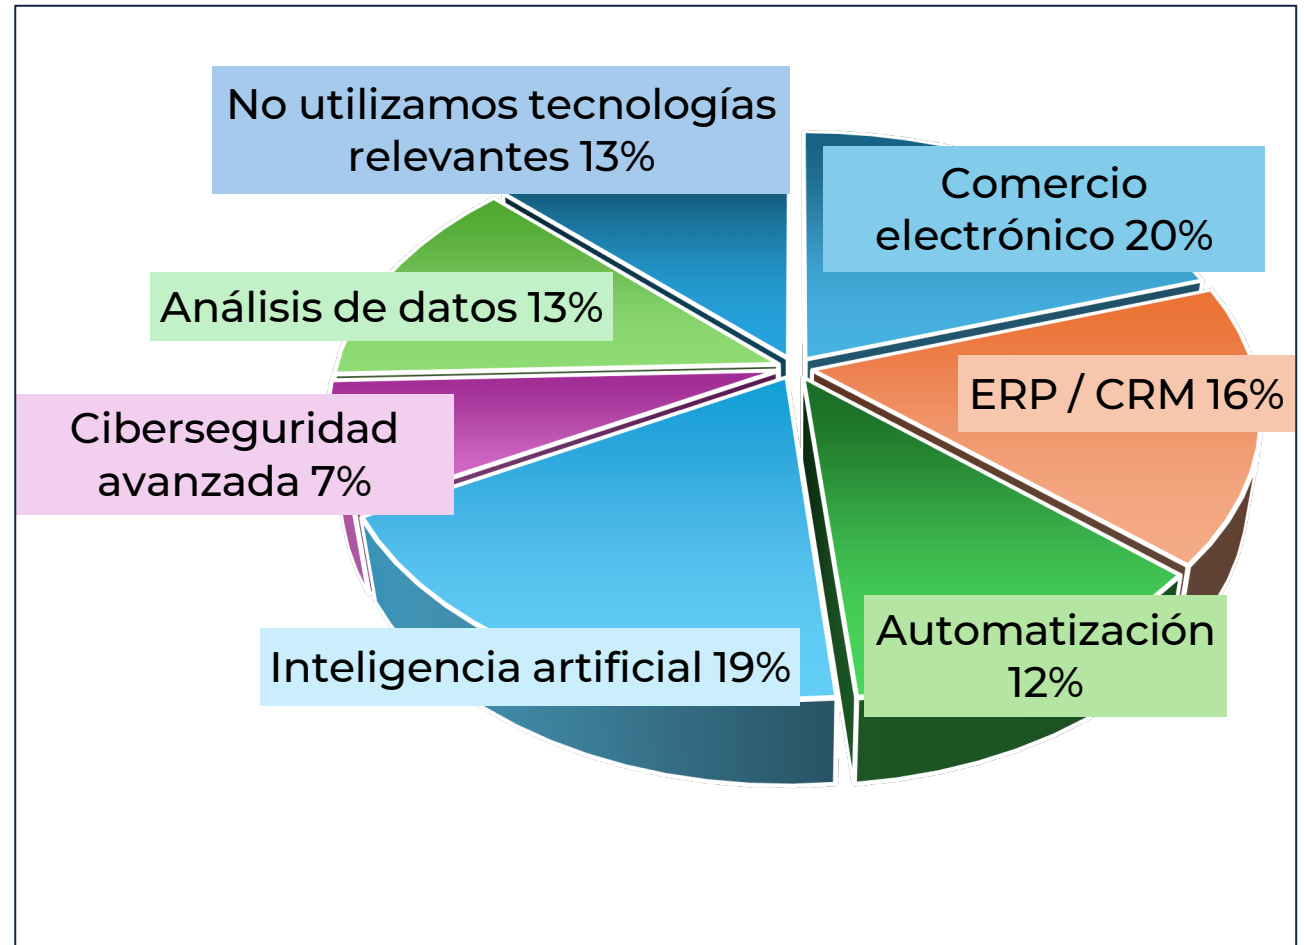 No utilizamos tecnologías
relevantes 13%
Comercio
electrónico 20%
Análisis de datos 13%
ERP / CRM 16%
Ciberseguridad
avanzada 7%
Automatización
12%
Inteligencia artificial 19%